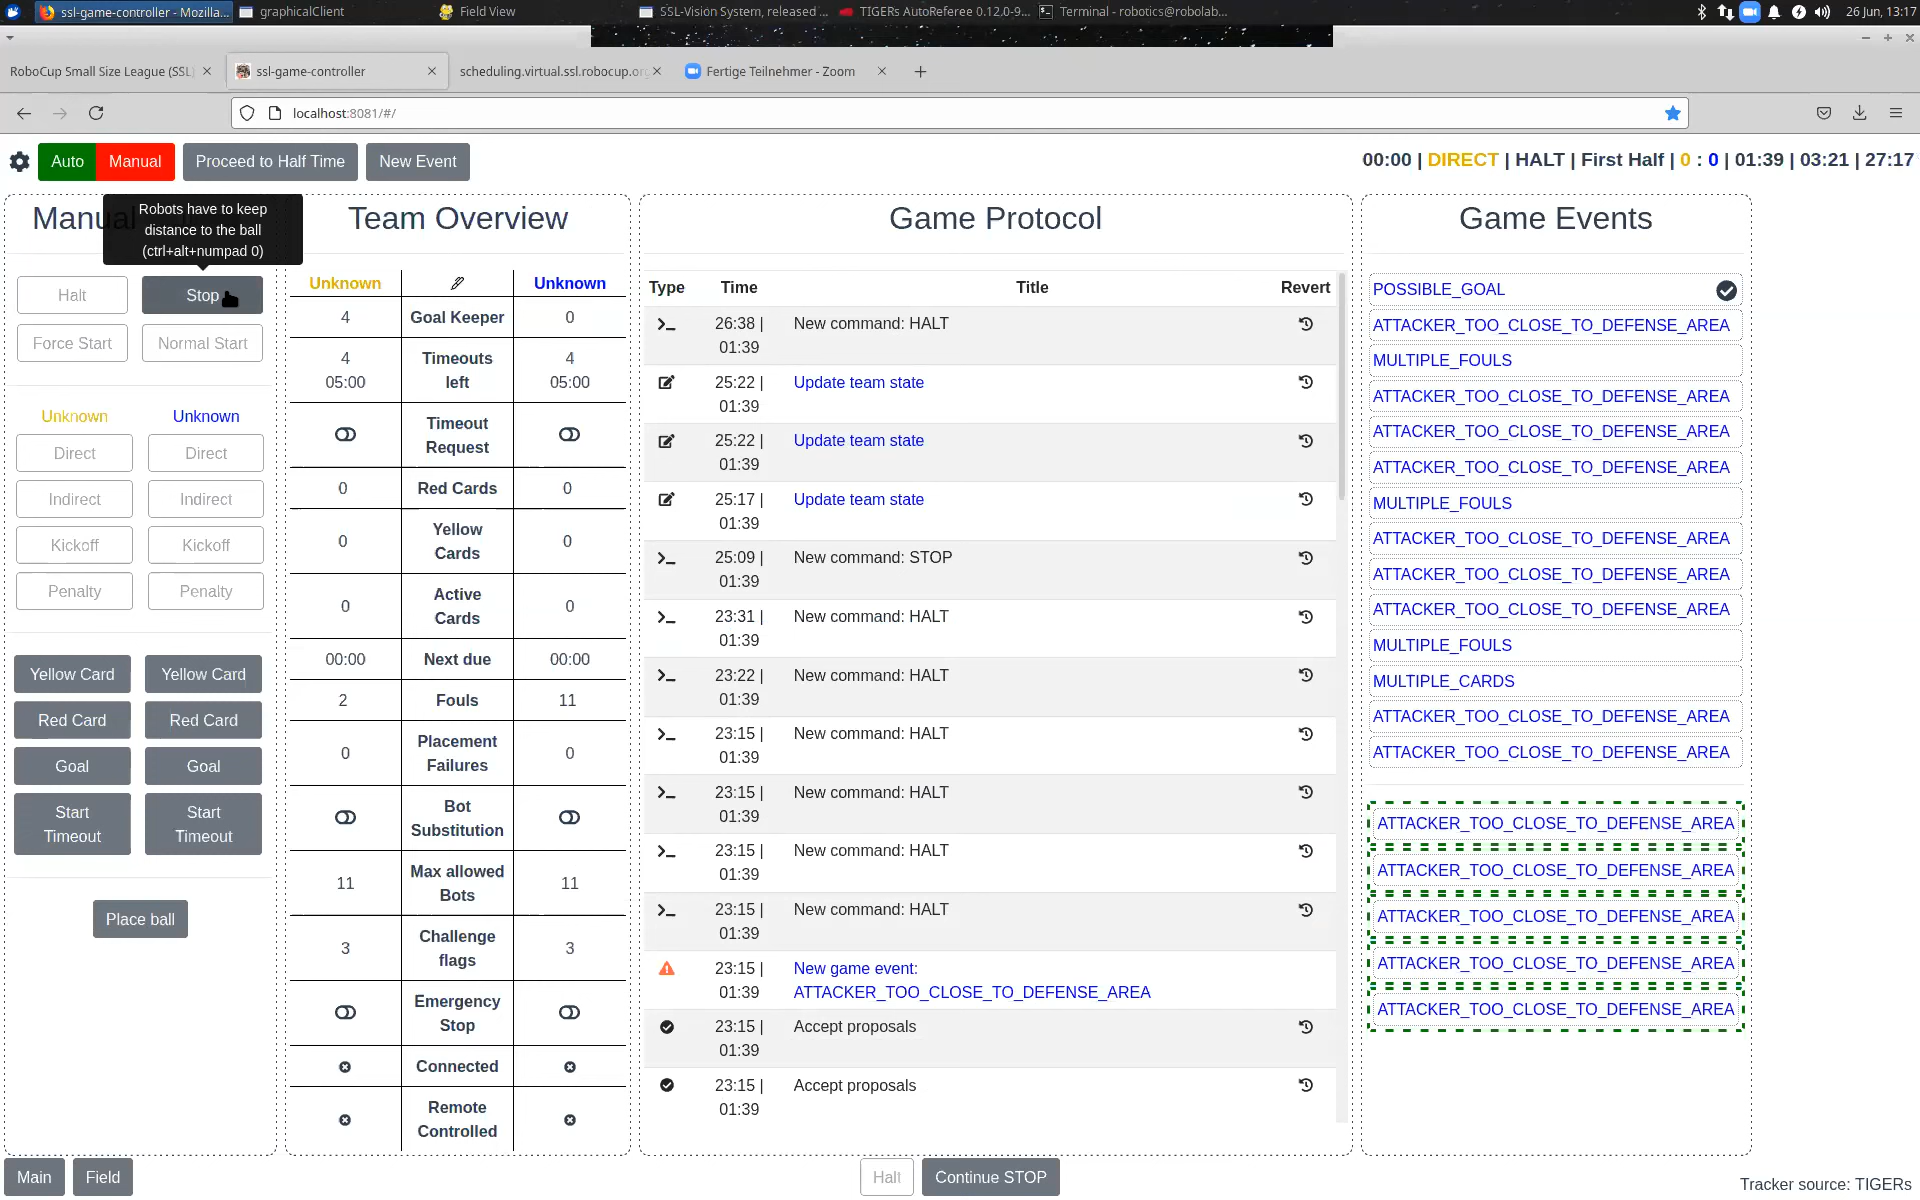 ssl-game-controller - Mozilla... graphicalClient Field View SSL-Vision System, released ... TIGERs AutoReferee 0.12.0-9... Terminal - robotics@robolab... 26 Jun, 13:17
RoboCup Small Size League (SSL) ssl-game-controller scheduling.virtual.ssl.robocup.org Fertige Teilnehmer - Zoom
localhost:8081/#/
Auto Manual Proceed to Half Time New Event 00:00 | DIRECT | HALT | First Half | 0 : 0 | 01:39 | 03:21 | 27:17
Manual
Robots have to keep
distance to the ball
(ctrl+alt+numpad 0)
Halt Stop
Force Start Normal Start
Unknown Unknown
Direct Direct
Indirect Indirect
Kickoff Kickoff
Penalty Penalty
Yellow Card Yellow Card
Red Card Red Card
Goal Goal
Start Start
Timeout Timeout
Place ball
Team Overview
Unknown Unknown
4 Goal Keeper 0
4 Timeouts 4
05:00 left 05:00
Timeout
Request
0 Red Cards 0
0 Yellow 0
Cards
0 Active 0
Cards
00:00 Next due 00:00
2 Fouls 11
0 Placement 0
Failures
Bot
Substitution
11 Max allowed 11
Bots
3 Challenge 3
flags
Emergency
Stop
Connected
Remote
Controlled
Game Protocol
Type Time Title Revert
26:38 | New command: HALT
01:39
25:22 | Update team state
01:39
25:22 | Update team state
01:39
25:17 | Update team state
01:39
25:09 | New command: STOP
01:39
23:31 | New command: HALT
01:39
23:22 | New command: HALT
01:39
23:15 | New command: HALT
01:39
23:15 | New command: HALT
01:39
23:15 | New command: HALT
01:39
23:15 | New command: HALT
01:39
23:15 | New game event:
01:39 ATTACKER_TOO_CLOSE_TO_DEFENSE_AREA
23:15 | Accept proposals
01:39
23:15 | Accept proposals
01:39
Game Events
POSSIBLE_GOAL
ATTACKER_TOO_CLOSE_TO_DEFENSE_AREA
MULTIPLE_FOULS
ATTACKER_TOO_CLOSE_TO_DEFENSE_AREA
ATTACKER_TOO_CLOSE_TO_DEFENSE_AREA
ATTACKER_TOO_CLOSE_TO_DEFENSE_AREA
MULTIPLE_FOULS
ATTACKER_TOO_CLOSE_TO_DEFENSE_AREA
ATTACKER_TOO_CLOSE_TO_DEFENSE_AREA
ATTACKER_TOO_CLOSE_TO_DEFENSE_AREA
MULTIPLE_FOULS
MULTIPLE_CARDS
ATTACKER_TOO_CLOSE_TO_DEFENSE_AREA
ATTACKER_TOO_CLOSE_TO_DEFENSE_AREA
ATTACKER_TOO_CLOSE_TO_DEFENSE_AREA
ATTACKER_TOO_CLOSE_TO_DEFENSE_AREA
ATTACKER_TOO_CLOSE_TO_DEFENSE_AREA
ATTACKER_TOO_CLOSE_TO_DEFENSE_AREA
ATTACKER_TOO_CLOSE_TO_DEFENSE_AREA
Main Field Halt Continue STOP Tracker source: TIGERs